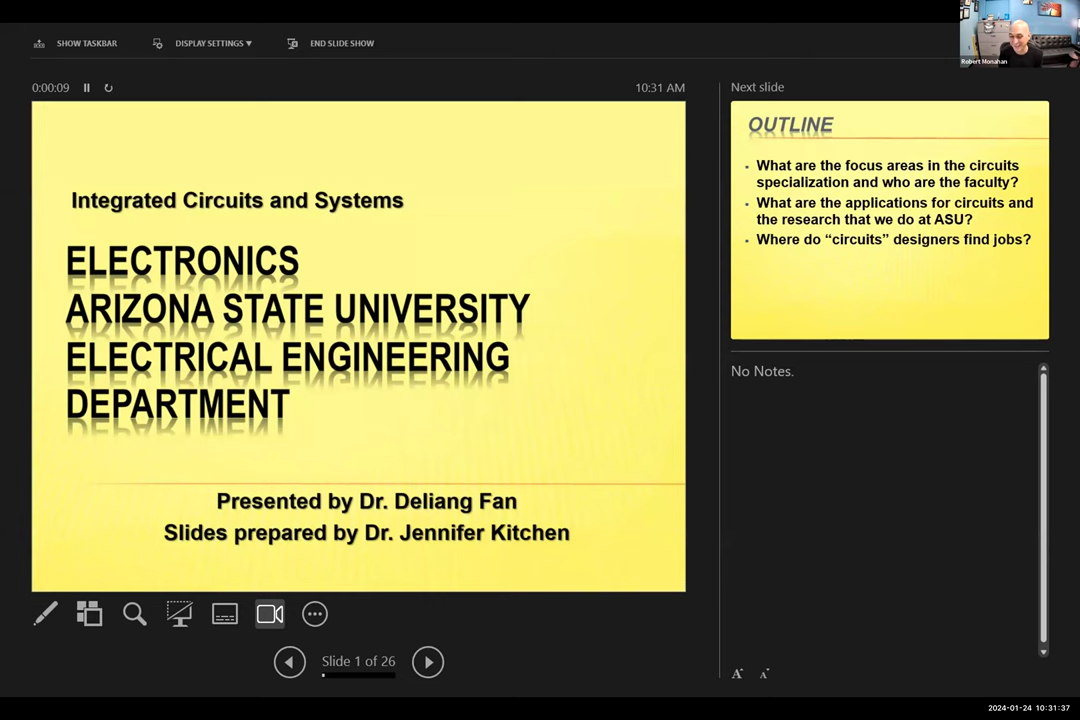 SHOW TASKBAR
DISPLAY SETTINGS ▼
END SLIDE SHOW
Robert Monahan
0:00:09
10:31 AM
Integrated Circuits and Systems
ELECTRONICS
ARIZONA STATE UNIVERSITY
ELECTRICAL ENGINEERING
DEPARTMENT
Presented by Dr. Deliang Fan
Slides prepared by Dr. Jennifer Kitchen
Slide 1 of 26
Next slide
OUTLINE
What are the focus areas in the circuits
specialization and who are the faculty?
What are the applications for circuits and
the research that we do at ASU?
Where do “circuits” designers find jobs?
No Notes.
A A
2024-01-24 10:31:37